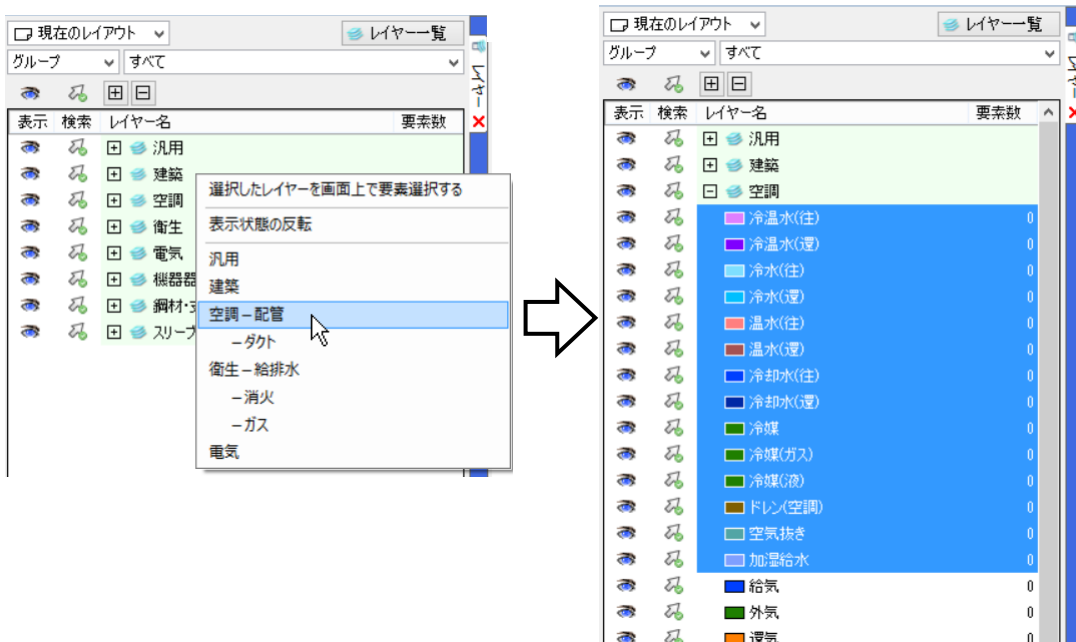 現在のレイアウト
レイヤー一覧
グループ
すべて
表示 検索 レイヤー名 要素数
汎用
建築
空調
衛生
電気
機器器
鋼材・
スリーブ
レイヤー
選択したレイヤーを画面上で要素選択する
表示状態の反転
汎用
建築
空調－配管
－ダクト
衛生－給排水
－消火
－ガス
電気
現在のレイアウト
レイヤー一覧
グループ
すべて
表示 検索 レイヤー名 要素数
汎用
建築
空調
冷温水(往) 0
冷温水(還) 0
冷水(往) 0
冷水(還) 0
温水(往) 0
温水(還) 0
冷却水(往) 0
冷却水(還) 0
冷媒 0
冷媒(ガス) 0
冷媒(液) 0
ドレン(空調) 0
空気抜き 0
加湿給水 0
給気 0
外気 0
還気 0